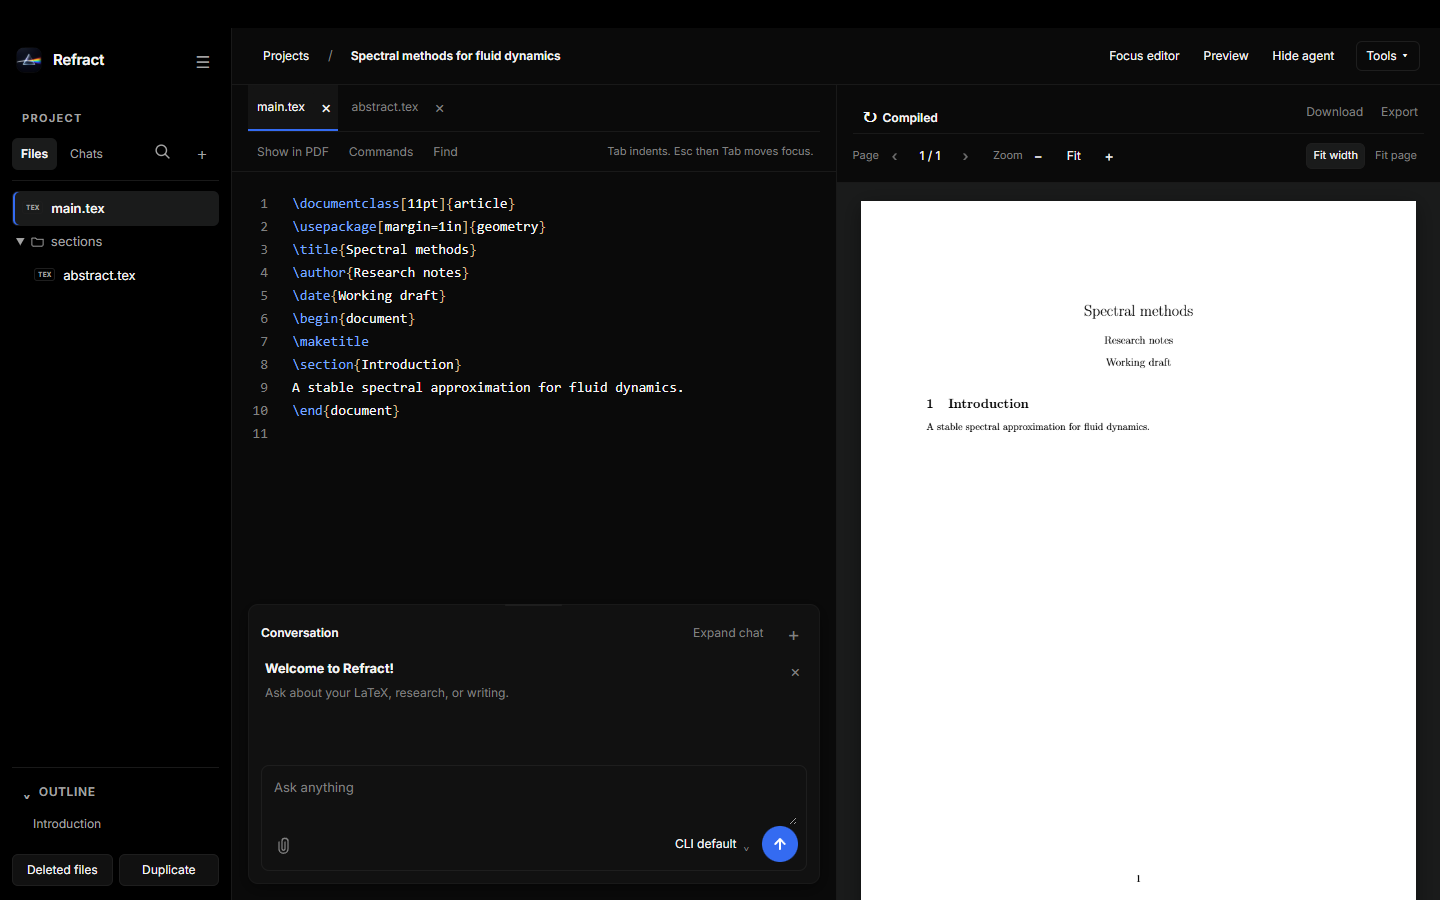 Refract
PROJECT
Files Chats
TEX main.tex
sections
TEX abstract.tex
OUTLINE
Introduction
Deleted files Duplicate
Projects / Spectral methods for fluid dynamics
Focus editor Preview Hide agent Tools
main.tex × abstract.tex ×
Show in PDF Commands Find Tab indents. Esc then Tab moves focus.
1 \documentclass[11pt]{article}
2 \usepackage[margin=1in]{geometry}
3 \title{Spectral methods}
4 \author{Research notes}
5 \date{Working draft}
6 \begin{document}
7 \maketitle
8 \section{Introduction}
9 A stable spectral approximation for fluid dynamics.
10 \end{document}
11
Conversation Expand chat +
Welcome to Refract! ×
Ask about your LaTeX, research, or writing.
Ask anything
CLI default
Compiled Download Export
Page ‹ 1 / 1 › Zoom − Fit + Fit width Fit page
Spectral methods
Research notes
Working draft
1 Introduction
A stable spectral approximation for fluid dynamics.
1